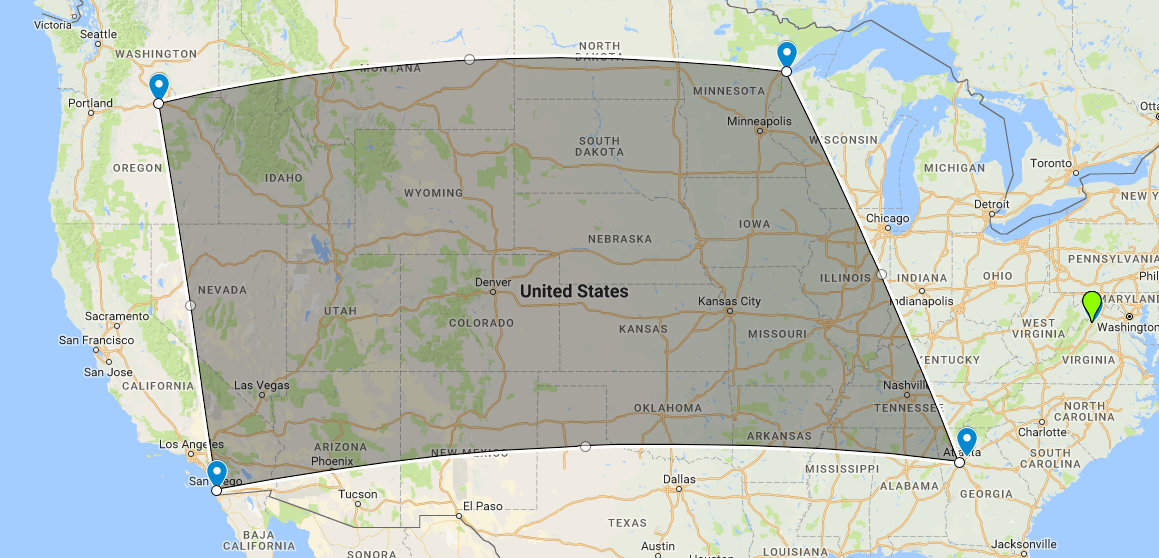 Victoria
Seattle
WASHINGTON
MONTANA
NORTH
DAKOTA
Portland
MINNESOTA
Minneapolis
Otta
OREGON
SOUTH
DAKOTA
WISCONSIN
MICHIGAN
Toronto
IDAHO
WYOMING
NEW Y
Detroit
Chicago
IOWA
NEBRASKA
PENNSYLVANIA
NEVADA
UTAH
Denver
United States
ILLINOIS
INDIANA
OHIO
Phil
Indianapolis
MARYLAND
Kansas City
Sacramento
San Francisco
COLORADO
KANSAS
MISSOURI
WEST
VIRGINIA
Washington
San Jose
KENTUCKY
VIRGINIA
CALIFORNIA
Las Vegas
Nashville
OKLAHOMA
TENNESSEE
NORTH
CAROLINA
Los Angeles
ARIZONA
NEW MEXICO
ARKANSAS
Charlotte
Phoenix
Atlanta
SOUTH
CAROLINA
San Diego
MISSISSIPPI
Dallas
ALABAMA
GEORGIA
Tucson
El Paso
TEXAS
BAJA
CALIFORNIA
SONORA
Austin
Houston
LOUISIANA
Jacksonville